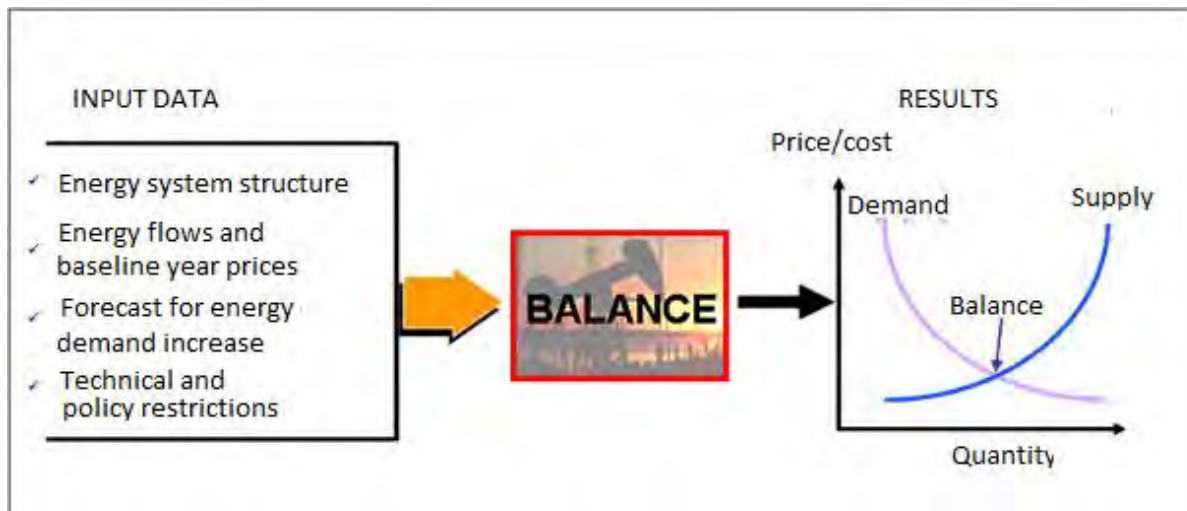 INPUT DATA
Energy system structure
Energy flows and
baseline year prices
Forecast for energy
demand increase
Technical and
policy restrictions
BALANCE
RESULTS
Price/cost
Demand
Supply
Balance
Quantity